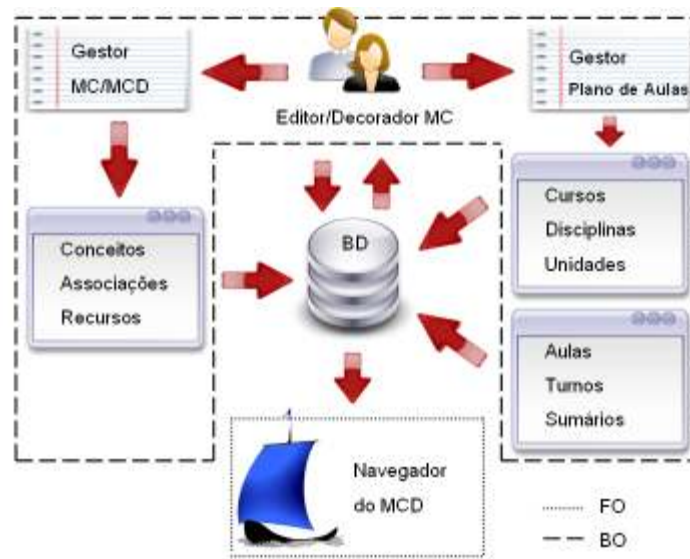 Gestor
MC/MCD
Editor/Decorador MC
Gestor
Plano de Aulas
Conceitos
Associações
Recursos
BD
Cursos
Disciplinas
Unidades
Aulas
Turnos
Sumários
Navegador
do MCD
FO
BO